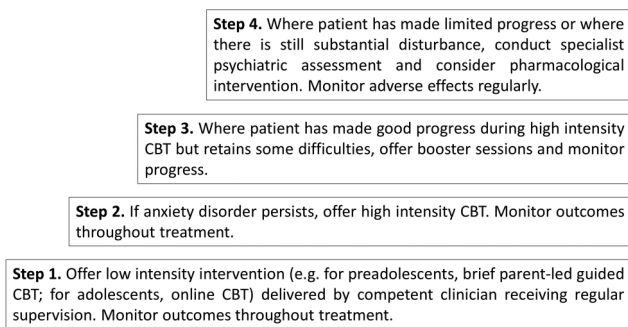 Step 4. Where patient has made limited progress or where
there is still substantial disturbance, conduct specialist
psychiatric assessment and consider pharmacological
intervention. Monitor adverse effects regularly.
Step 3. Where patient has made good progress during high intensity
CBT but retains some difficulties, offer booster sessions and monitor
progress.
Step 2. If anxiety disorder persists, offer high intensity CBT. Monitor outcomes
throughout treatment.
Step 1. Offer low intensity intervention (e.g. for preadolescents, brief parent-led guided
CBT; for adolescents, online CBT) delivered by competent clinician receiving regular
supervision. Monitor outcomes throughout treatment.